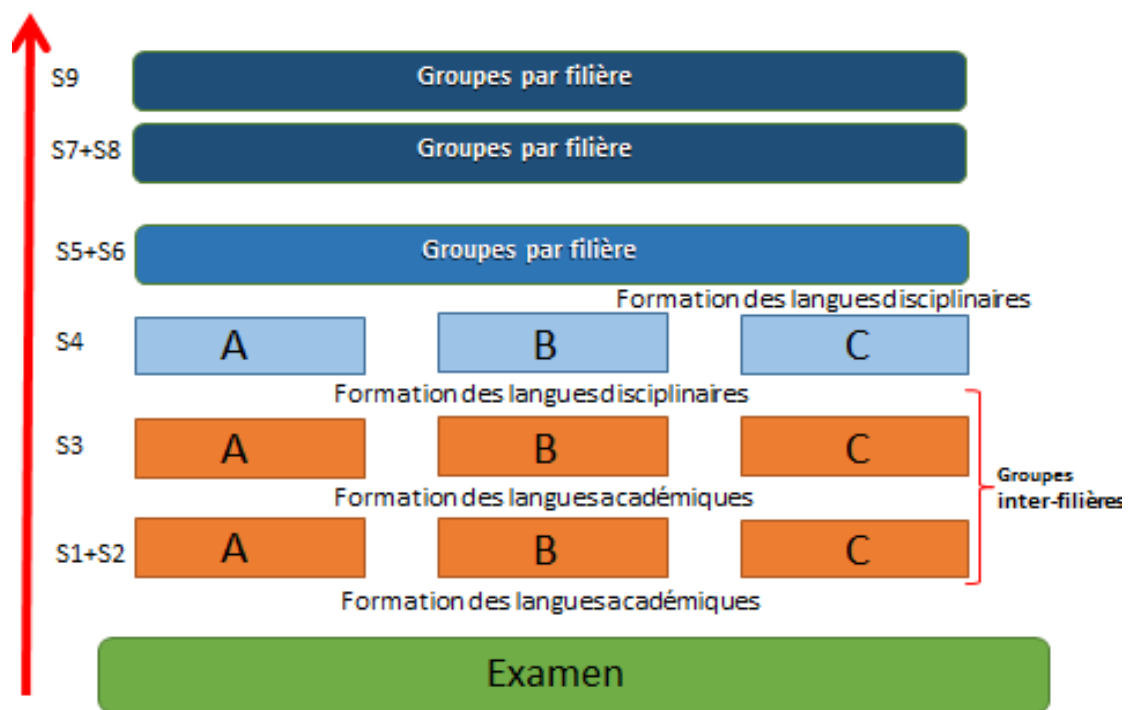 S9
Groupes par filière
S7+S8
Groupes par filière
S5+S6
Groupes par filière
Formation des langues disciplinaires
S4
A
B
C
Formation des langues disciplinaires
S3
A
B
C
Groupes
inter-filières
Formation des langues académiques
S1+S2
A
B
C
Formation des langues académiques
Examen